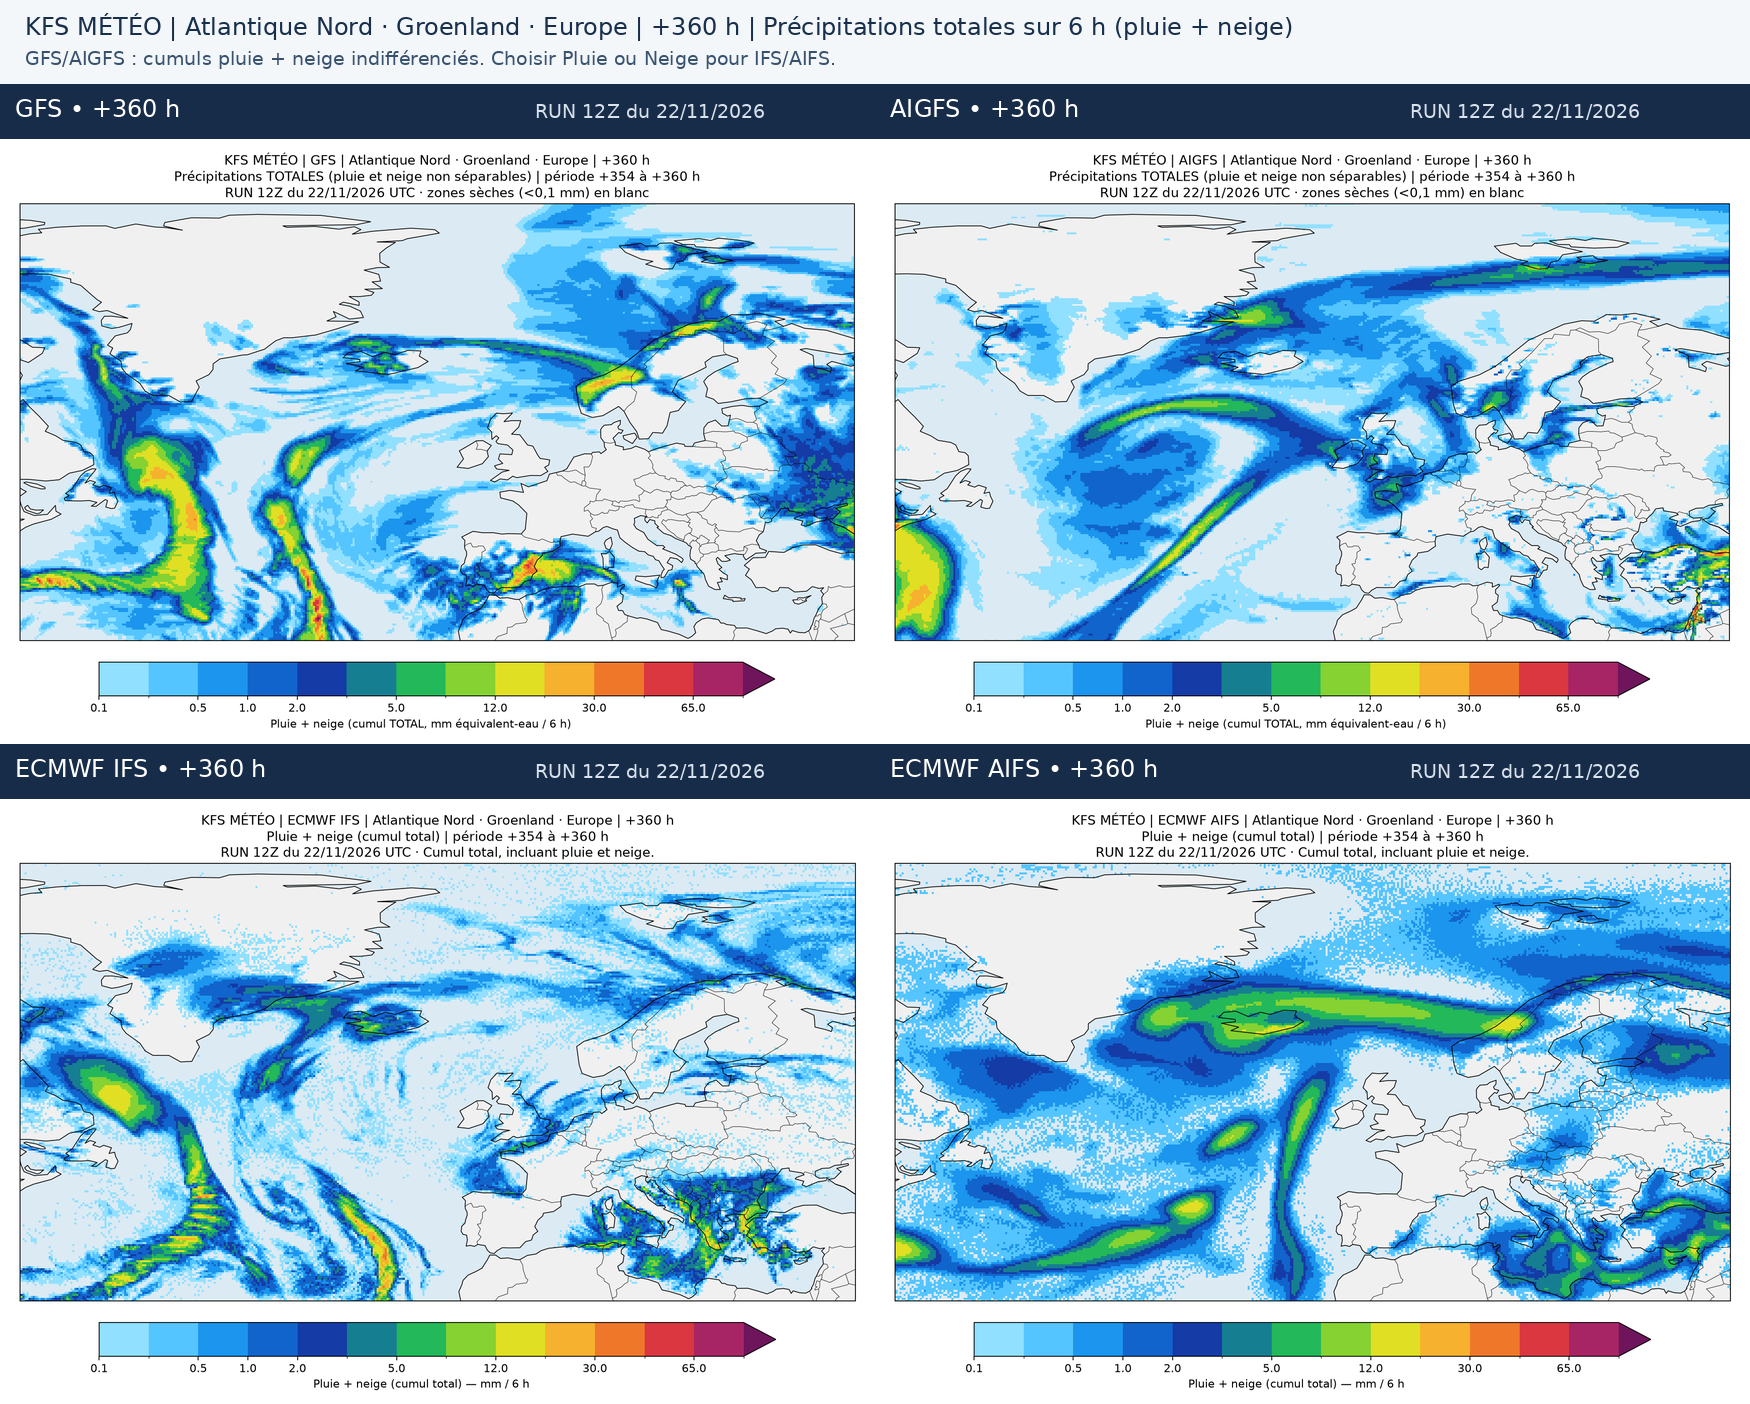 KFS MÉTÉO | Atlantique Nord · Groenland · Europe | +360 h | Précipitations totales sur 6 h (pluie + neige)
GFS/AIGFS : cumuls pluie + neige indifférenciés. Choisir Pluie ou Neige pour IFS/AIFS.
GFS • +360 h
RUN 12Z du 22/11/2026
KFS MÉTÉO | GFS | Atlantique Nord · Groenland · Europe | +360 h
Précipitations TOTALES (pluie et neige non séparables) | période +354 à +360 h
RUN 12Z du 22/11/2026 UTC · zones sèches (<0,1 mm) en blanc
0.1 0.5 1.0 2.0 5.0 12.0 30.0 65.0
Pluie + neige (cumul TOTAL, mm équivalent-eau / 6 h)
AIGFS • +360 h
RUN 12Z du 22/11/2026
KFS MÉTÉO | AIGFS | Atlantique Nord · Groenland · Europe | +360 h
Précipitations TOTALES (pluie et neige non séparables) | période +354 à +360 h
RUN 12Z du 22/11/2026 UTC · zones sèches (<0,1 mm) en blanc
0.1 0.5 1.0 2.0 5.0 12.0 30.0 65.0
Pluie + neige (cumul TOTAL, mm équivalent-eau / 6 h)
ECMWF IFS • +360 h
RUN 12Z du 22/11/2026
KFS MÉTÉO | ECMWF IFS | Atlantique Nord · Groenland · Europe | +360 h
Pluie + neige (cumul total) | période +354 à +360 h
RUN 12Z du 22/11/2026 UTC · Cumul total, incluant pluie et neige.
0.1 0.5 1.0 2.0 5.0 12.0 30.0 65.0
Pluie + neige (cumul total) — mm / 6 h
ECMWF AIFS • +360 h
RUN 12Z du 22/11/2026
KFS MÉTÉO | ECMWF AIFS | Atlantique Nord · Groenland · Europe | +360 h
Pluie + neige (cumul total) | période +354 à +360 h
RUN 12Z du 22/11/2026 UTC · Cumul total, incluant pluie et neige.
0.1 0.5 1.0 2.0 5.0 12.0 30.0 65.0
Pluie + neige (cumul total) — mm / 6 h